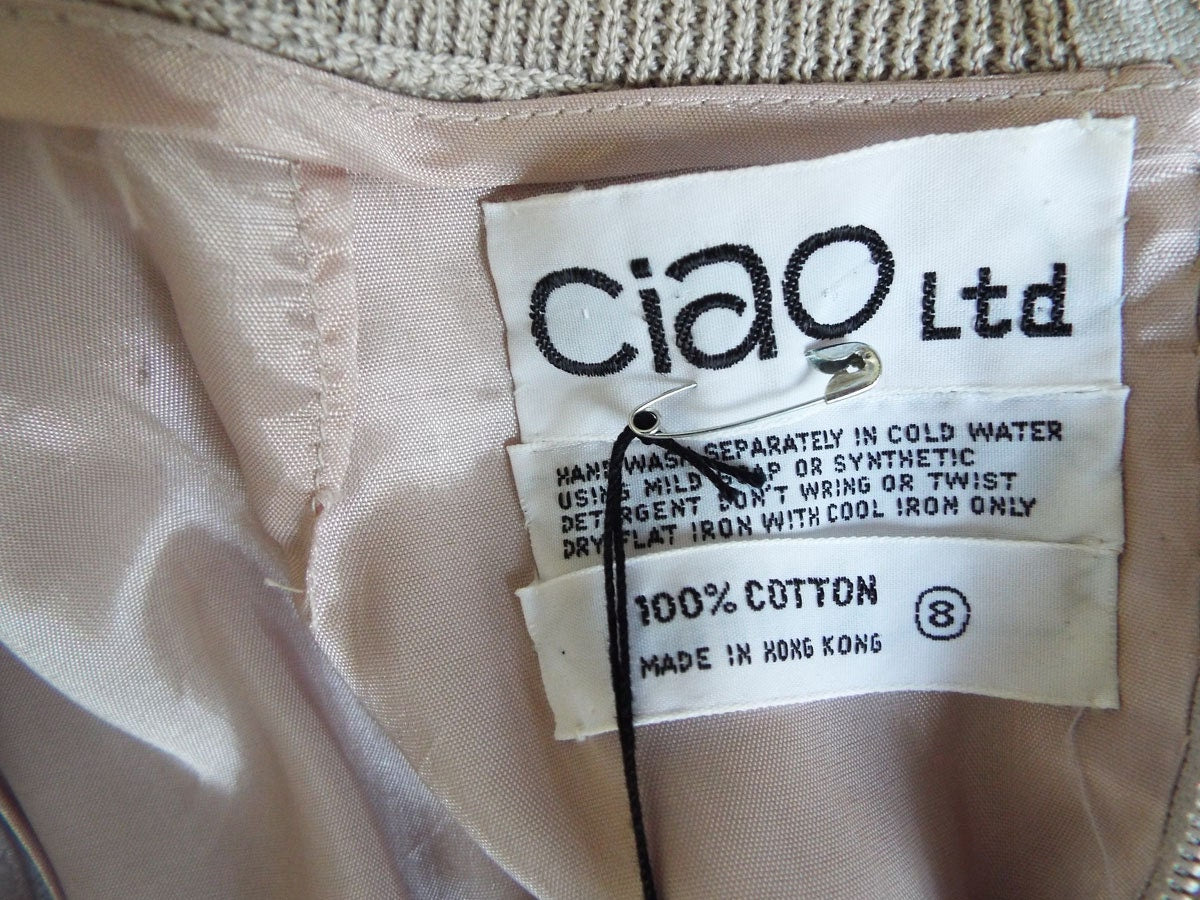 Ciao Ltd
HAND WASH SEPARATELY IN COLD WATER
USING MILD SOAP OR SYNTHETIC
DETERGENT DON'T WRING OR TWIST
DRY FLAT IRON WITH COOL IRON ONLY
100% COTTON 8
MADE IN HONG KONG